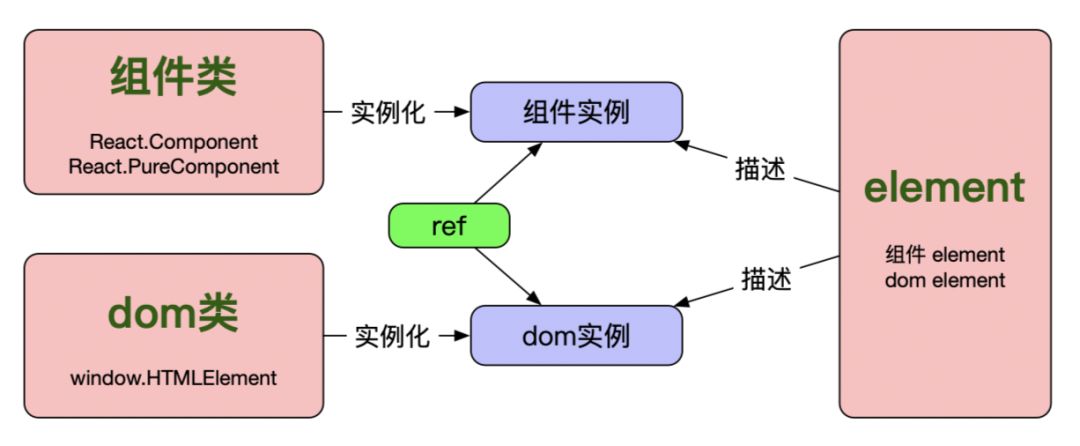 组件类
React.Component
React.PureComponent
实例化
组件实例
描述
element
组件 element
dom element
ref
描述
dom类
window.HTMLElement
实例化
dom实例